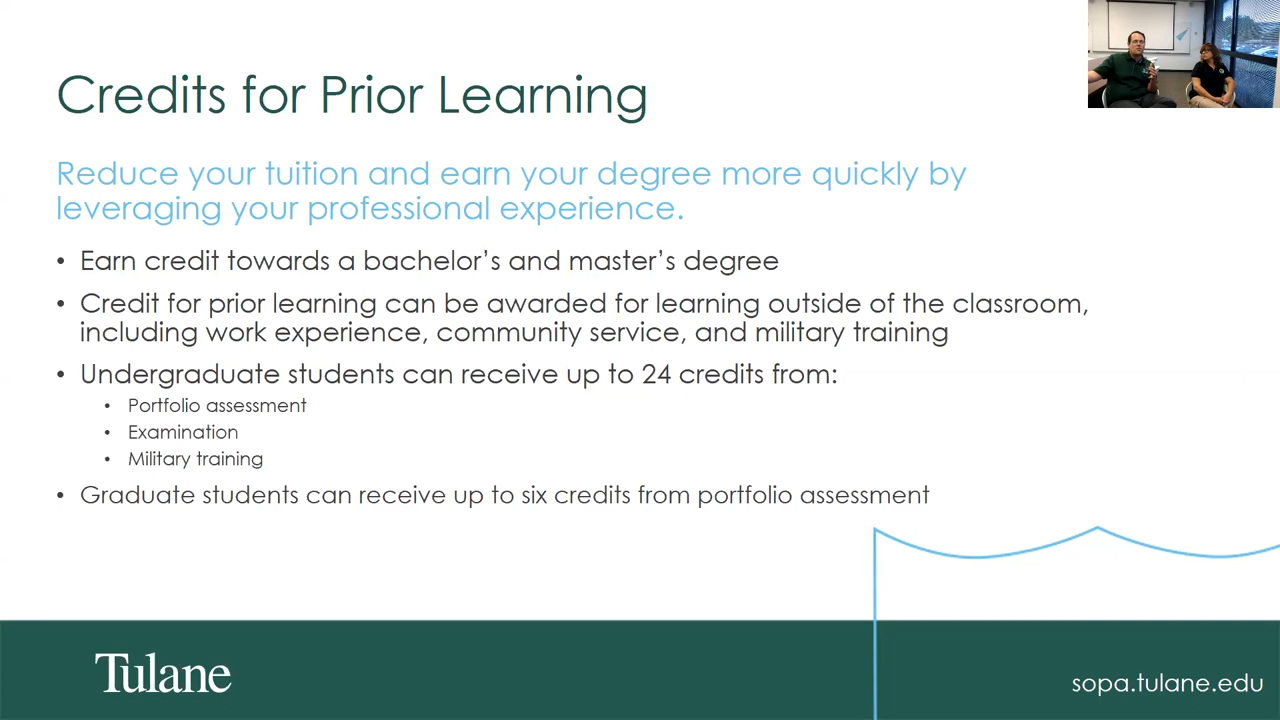 Credits for Prior Learning
Reduce your tuition and earn your degree more quickly by
leveraging your professional experience.
• Earn credit towards a bachelor’s and master’s degree
• Credit for prior learning can be awarded for learning outside of the classroom,
including work experience, community service, and military training
• Undergraduate students can receive up to 24 credits from:
• Portfolio assessment
• Examination
• Military training
• Graduate students can receive up to six credits from portfolio assessment
Tulane
sopa.tulane.edu